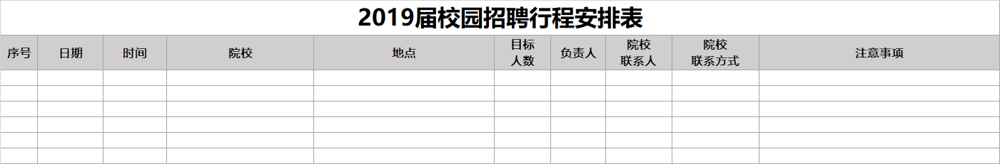 2019届校园招聘行程安排表
序号 日期 时间 院校 地点 目标人数 负责人 院校联系人 院校联系方式 注意事项